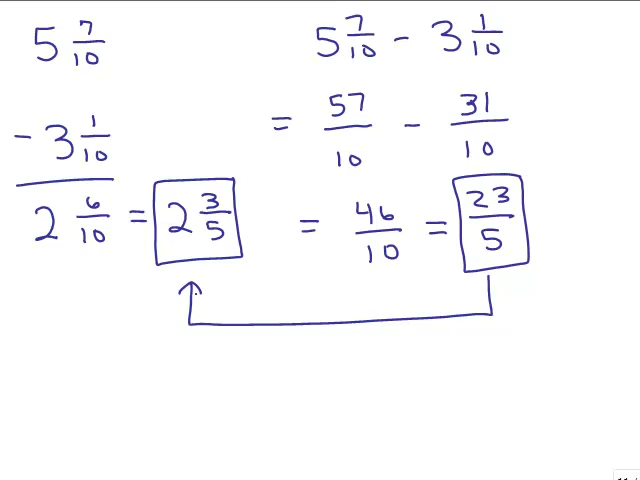 5 7/10
- 3 1/10
2 6/10 = 2 3/5
5 7/10 - 3 1/10
= 57/10 - 31/10
= 46/10 = 23/5